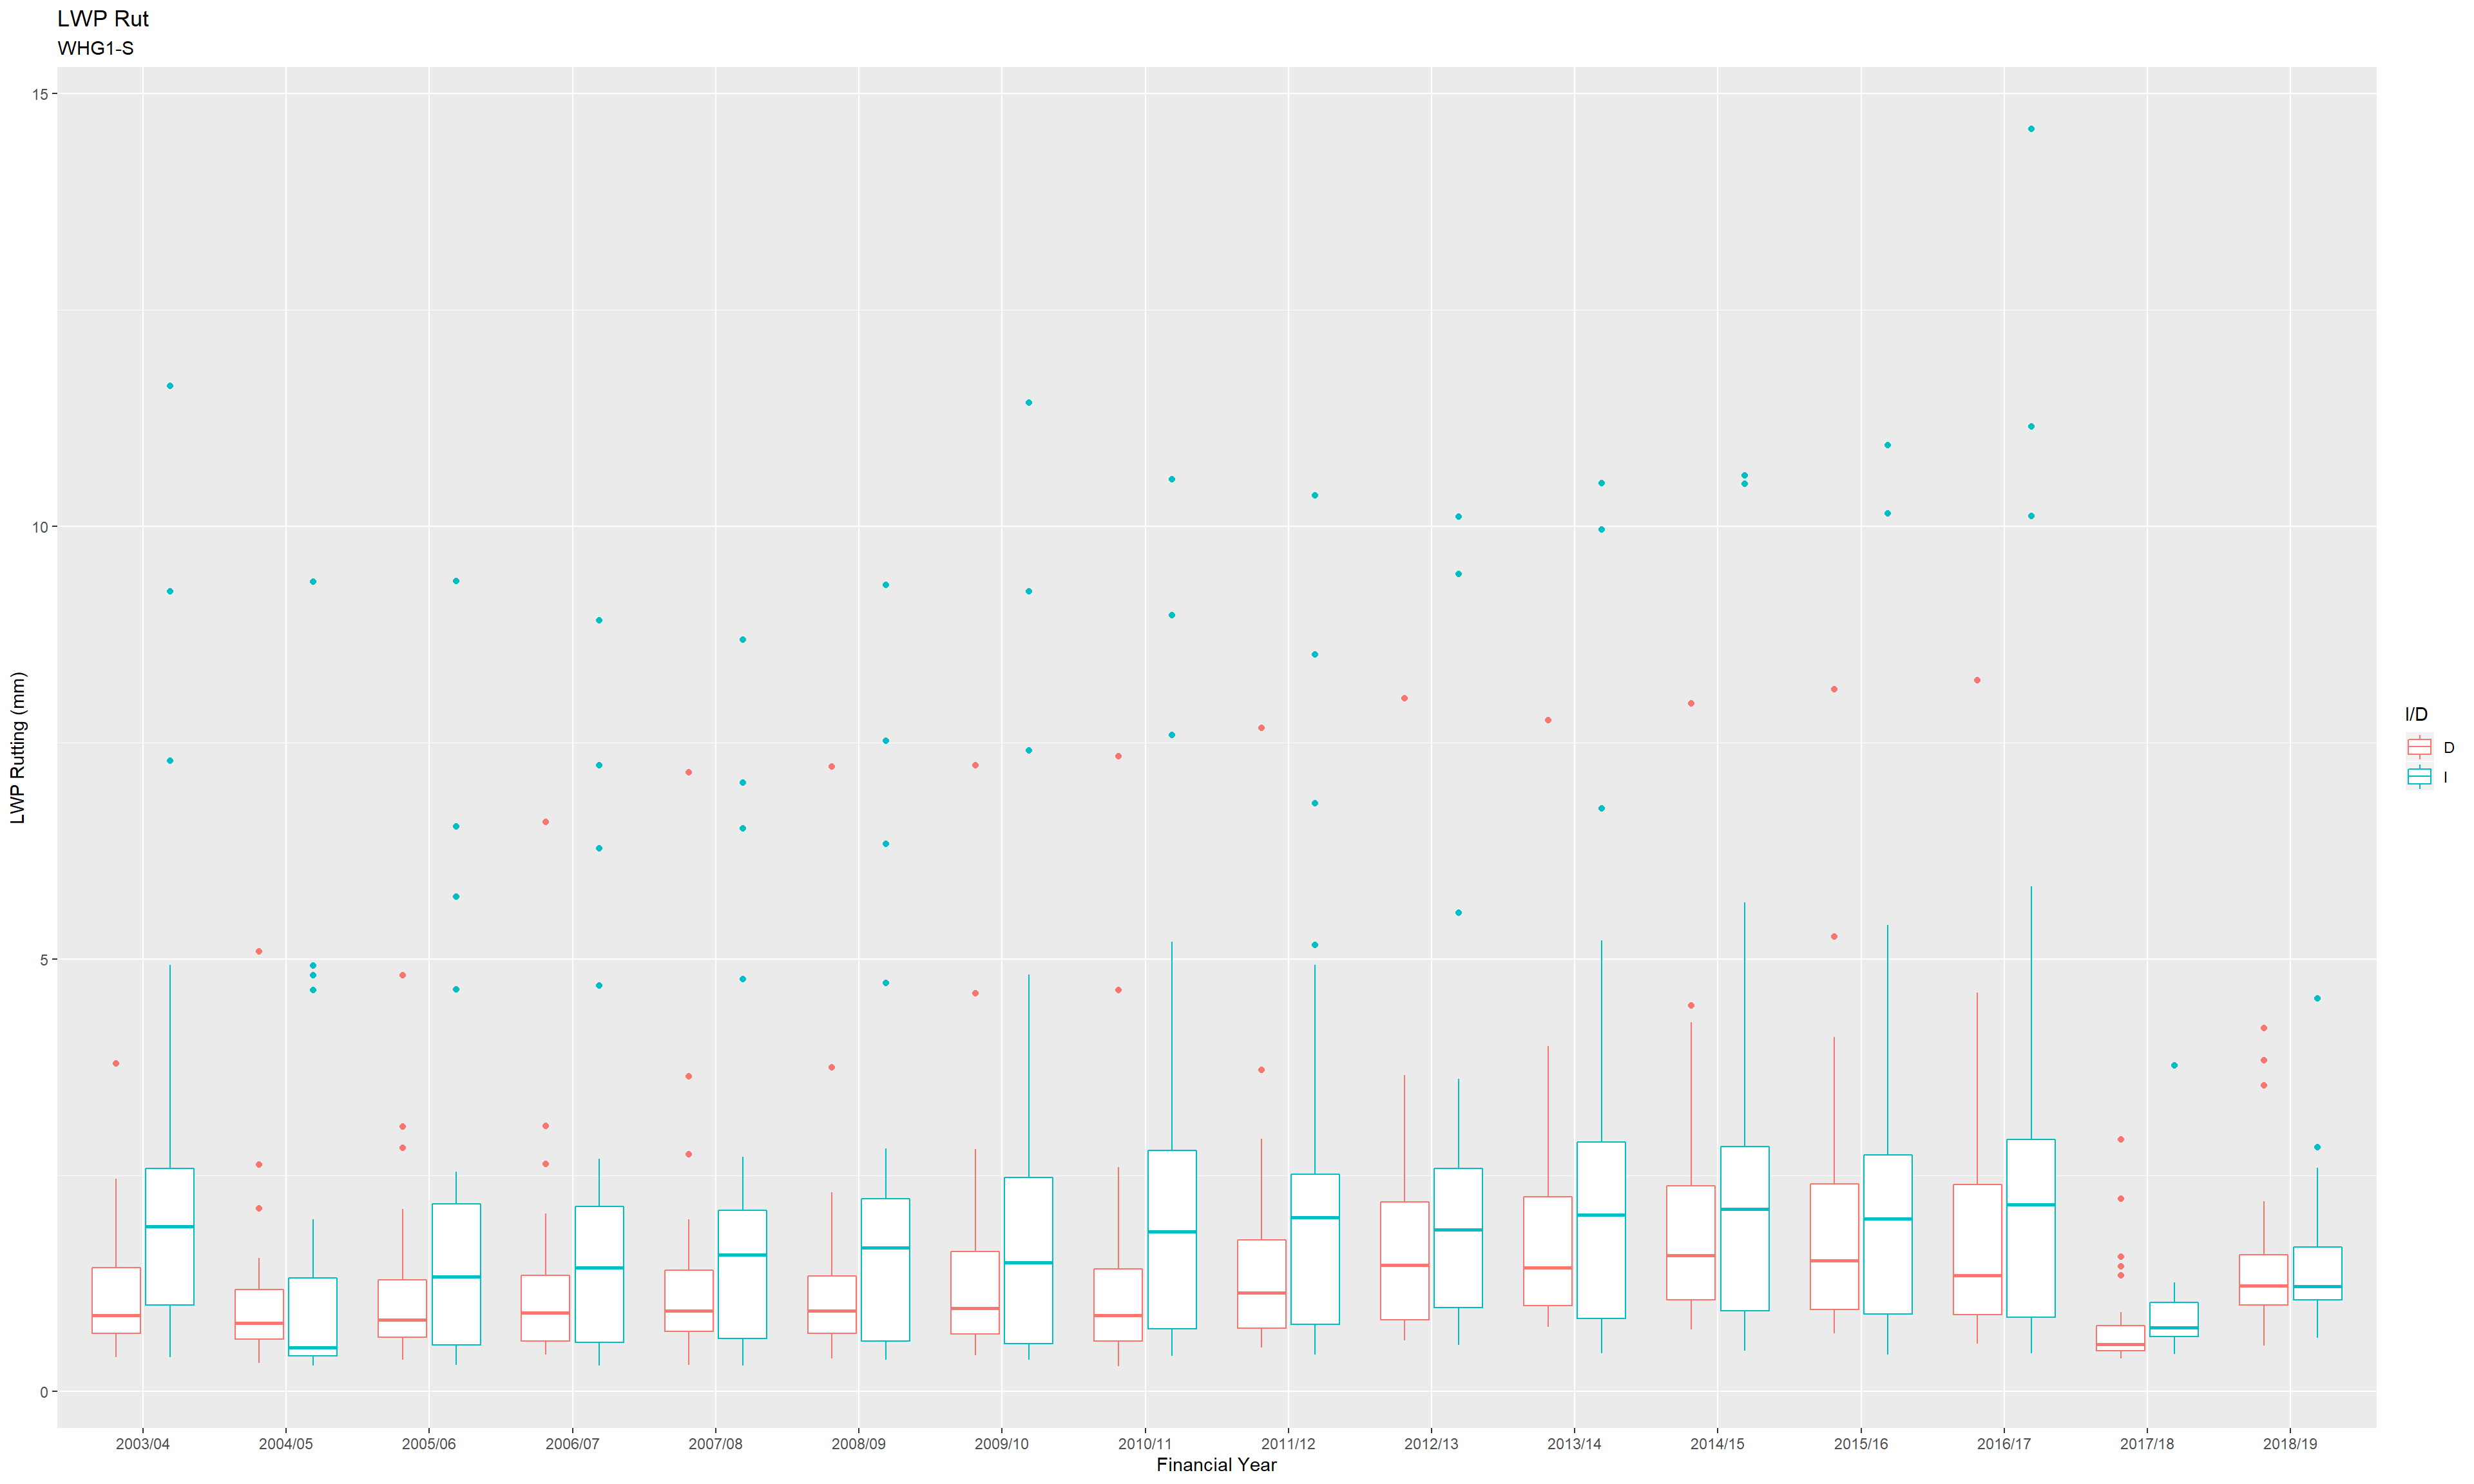 LWP Rut
WHG1-S
15
10
5
0
LWP Rutting (mm)
2003/04 2004/05 2005/06 2006/07 2007/08 2008/09 2009/10 2010/11 2011/12 2012/13 2013/14 2014/15 2015/16 2016/17 2017/18 2018/19
Financial Year
I/D
D
I